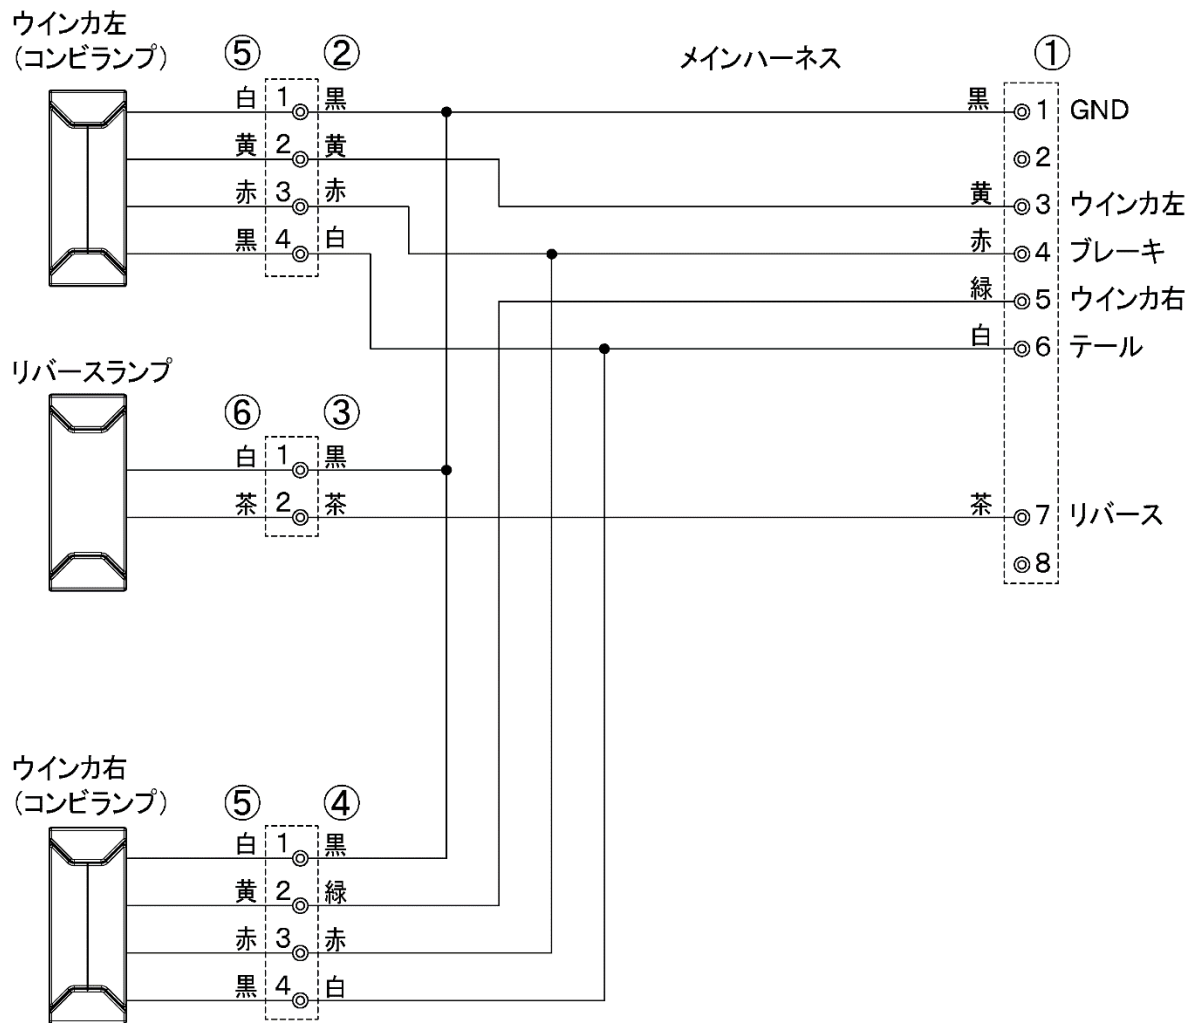 ウインカ左
(コンビランプ)
⑤ ② メインハーネス ①
白 1 黒 黒 1 GND
黄 2 黄 2
赤 3 赤 黄 3 ウインカ左
黒 4 白 赤 4 ブレーキ
緑 5 ウインカ右
白 6 テール
リバースランプ
⑥ ③
白 1 黒
茶 2 茶 茶 7 リバース
8
ウインカ右
(コンビランプ)
⑤ ④
白 1 黒
黄 2 緑
赤 3 赤
黒 4 白